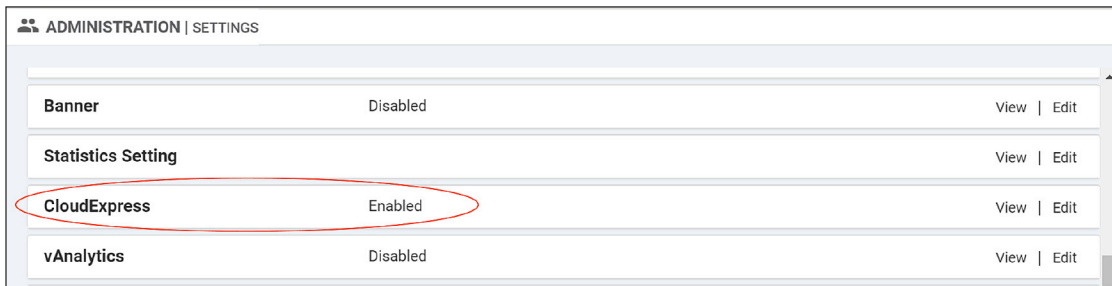 ADMINISTRATION | SETTINGS
Banner Disabled View | Edit
Statistics Setting View | Edit
CloudExpress Enabled View | Edit
vAnalytics Disabled View | Edit